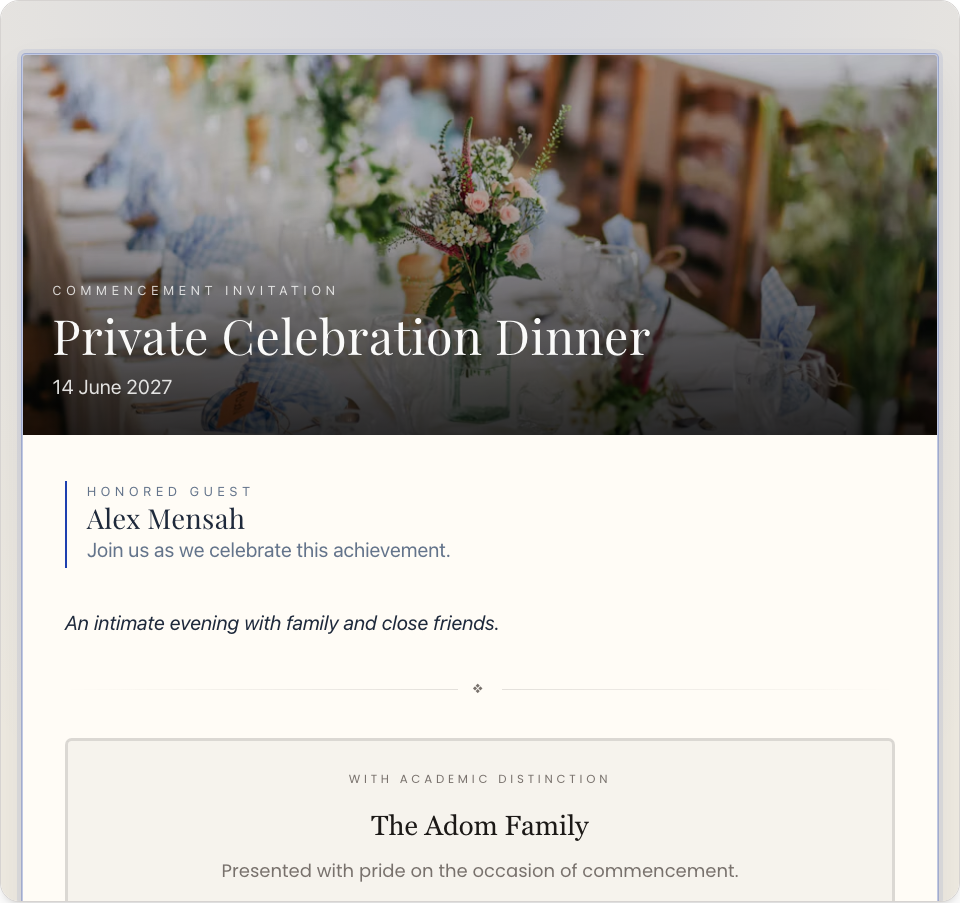 COMMENCEMENT INVITATION
Private Celebration Dinner
14 June 2027
HONORED GUEST
Alex Mensah
Join us as we celebrate this achievement.
An intimate evening with family and close friends.
WITH ACADEMIC DISTINCTION
The Adom Family
Presented with pride on the occasion of commencement.